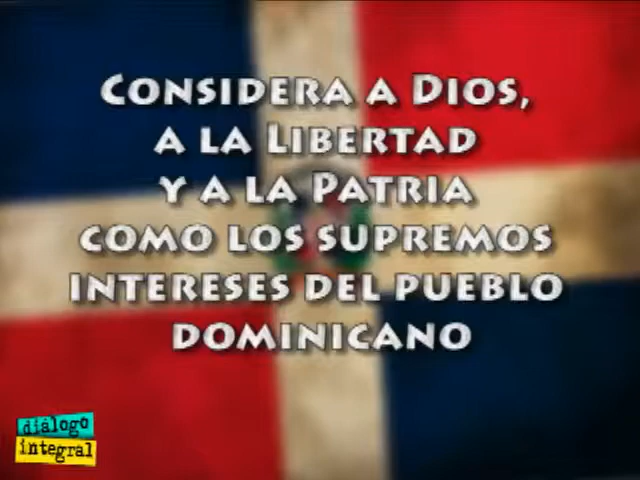 Considera a Dios,
a la Libertad
y a la Patria
como los supremos
intereses del pueblo
dominicano
diálogo
integral